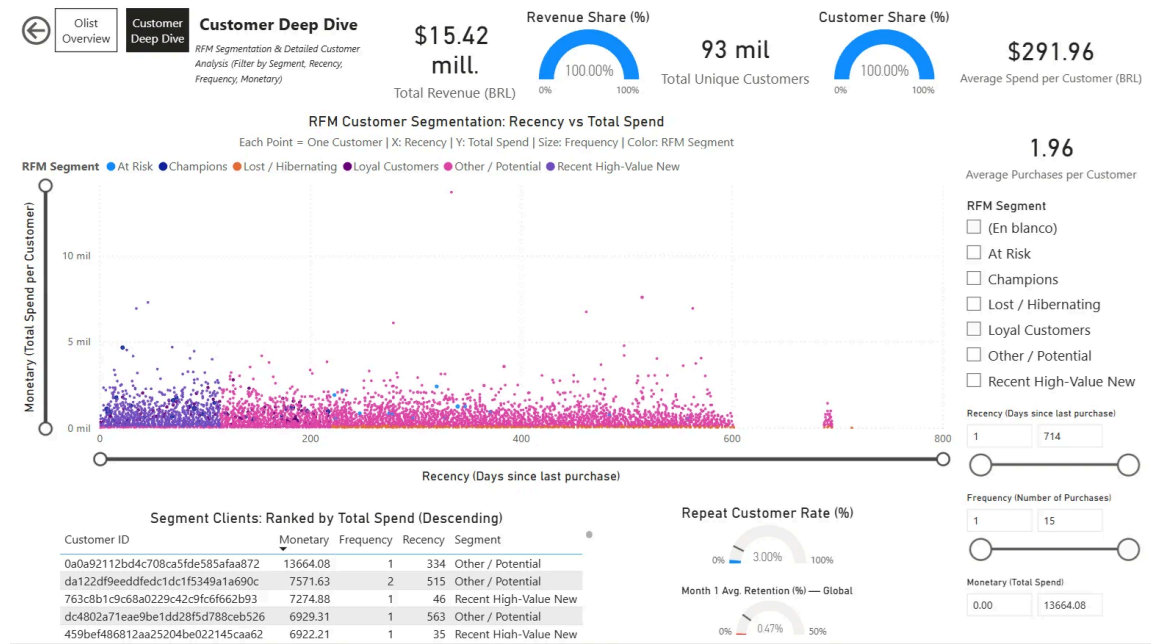 Olist
Overview
Customer
Deep Dive
Customer Deep Dive
RFM Segmentation & Detailed Customer
Analysis (Filter by Segment, Recency,
Frequency, Monetary)
$15.42
mill.
Total Revenue (BRL)
Revenue Share (%)
100.00%
0%
100%
93 mil
Total Unique Customers
Customer Share (%)
100.00%
0%
100%
$291.96
Average Spend per Customer (BRL)
RFM Customer Segmentation: Recency vs Total Spend
Each Point = One Customer | X: Recency | Y: Total Spend | Size: Frequency | Color: RFM Segment
RFM Segment At Risk Champions Lost / Hibernating Loyal Customers Other / Potential Recent High-Value New
Monetary (Total Spend per Customer)
10 mil
5 mil
0 mil
0 200 400 600 800
Recency (Days since last purchase)
1.96
Average Purchases per Customer
RFM Segment
(En blanco)
At Risk
Champions
Lost / Hibernating
Loyal Customers
Other / Potential
Recent High-Value New
Recency (Days since last purchase)
1 714
Frequency (Number of Purchases)
1 15
Monetary (Total Spend)
0.00 13664.08
Segment Clients: Ranked by Total Spend (Descending)
Customer ID Monetary Frequency Recency Segment
0a0a92112bd4c708ca5fde585afaa872 13664.08 1 334 Other / Potential
da122df9eeddfedc1dc1f5349a1a690c 7571.63 2 515 Other / Potential
763c8b1c9c68a0229c42c9fc6f662b93 7274.88 1 46 Recent High-Value New
dc4802a71eae9be1dd28f5d788ceb526 6929.31 1 563 Other / Potential
459bef486812aa25204be022145caa62 6922.21 1 35 Recent High-Value New
Repeat Customer Rate (%)
0% 3.00% 100%
Month 1 Avg. Retention (%) — Global
0% 0.47% 50%